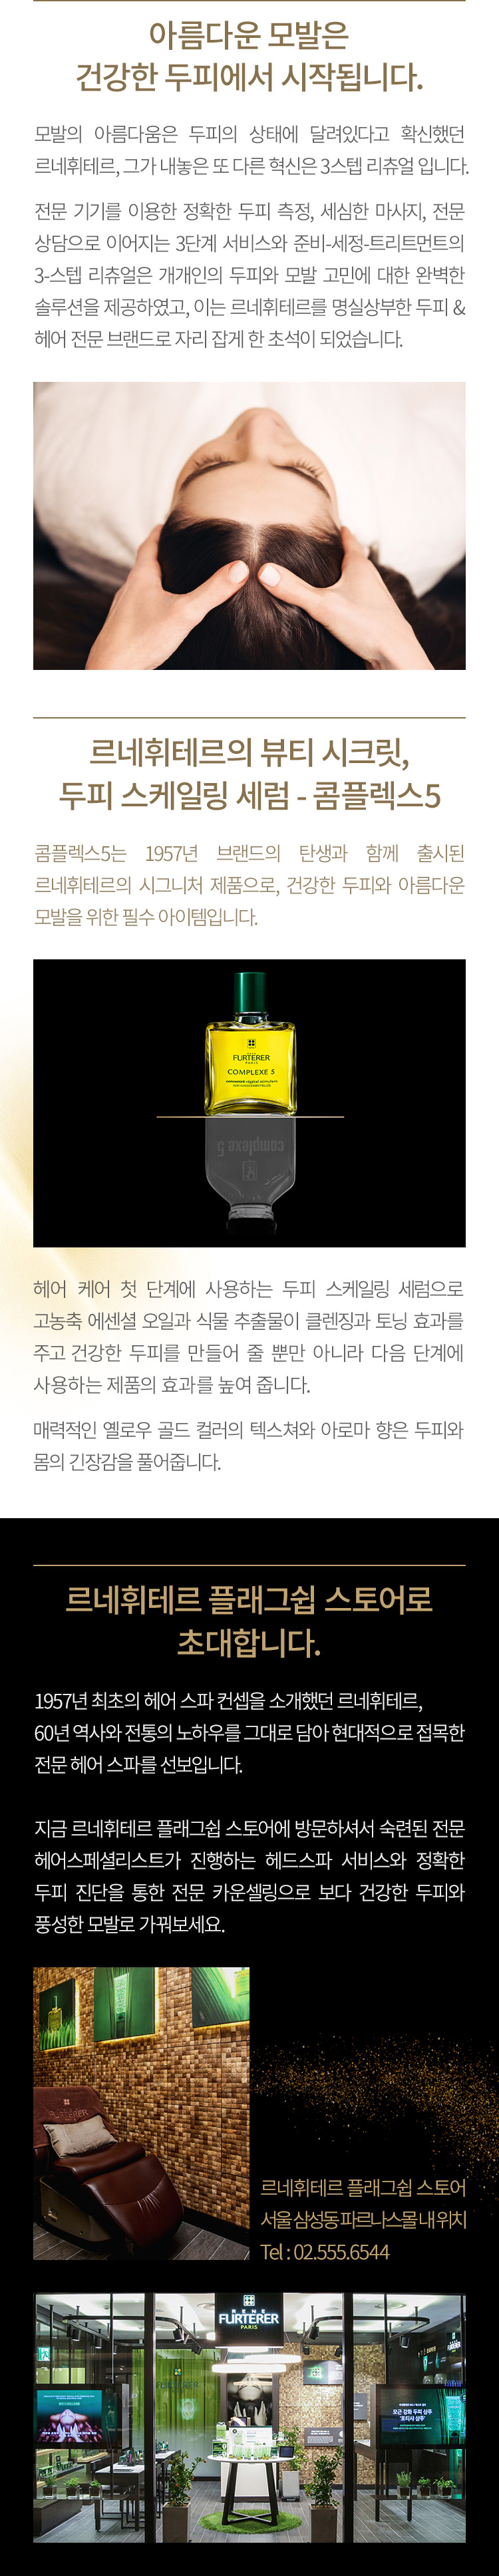 아름다운 모발은
건강한 두피에서 시작됩니다.
모발의 아름다움은 두피의 상태에 달려있다고 확신했던
르네휘테르, 그가 내놓은 또 다른 혁신은 3스텝 리츄얼 입니다.
전문 기기를 이용한 정확한 두피 측정, 세심한 마사지, 전문
상담으로 이어지는 3단계 서비스와 준비-세정-트리트먼트의
3-스텝 리츄얼은 개개인의 두피와 모발 고민에 대한 완벽한
솔루션을 제공하였고, 이는 르네휘테르를 명실상부한 두피 &
헤어 전문 브랜드로 자리 잡게 한 초석이 되었습니다.
르네휘테르의 뷰티 시크릿,
두피 스케일링 세럼 - 콤플렉스5
콤플렉스5는 1957년 브랜드의 탄생과 함께 출시된
르네휘테르의 시그니처 제품으로, 건강한 두피와 아름다운
모발을 위한 필수 아이템입니다.
FURTERER
PARIS
COMPLEXE 5
complexe 5
헤어 케어 첫 단계에 사용하는 두피 스케일링 세럼으로
고농축 에센셜 오일과 식물 추출물이 클렌징과 토닝 효과를
주고 건강한 두피를 만들어 줄 뿐만 아니라 다음 단계에
사용하는 제품의 효과를 높여 줍니다.
매력적인 옐로우 골드 컬러의 텍스쳐와 아로마 향은 두피와
몸의 긴장감을 풀어줍니다.
르네휘테르 플래그쉽 스토어로
초대합니다.
1957년 최초의 헤어 스파 컨셉을 소개했던 르네휘테르,
60년 역사와 전통의 노하우를 그대로 담아 현대적으로 접목한
전문 헤어 스파를 선보입니다.
지금 르네휘테르 플래그쉽 스토어에 방문하셔서 숙련된 전문
헤어스페셜리스트가 진행하는 헤드스파 서비스와 정확한
두피 진단을 통한 전문 카운셀링으로 보다 건강한 두피와
풍성한 모발로 가꿔보세요.
FURTERER
르네휘테르 플래그쉽 스토어
서울 삼성동 파르나스몰 내 위치
Tel : 02.555.6544
RENE
FURTERER
PARIS
FURTERER
FURTERER
모근 강화 두피 샴푸
'포티샤 샴푸'